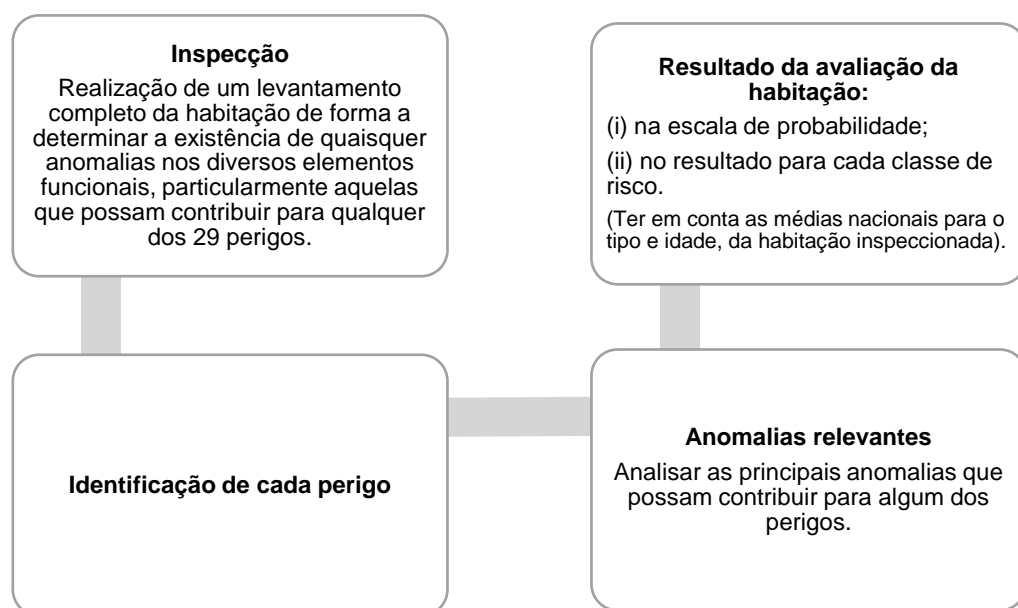 Inspecção
Realização de um levantamento
completo da habitação de forma a
determinar a existência de quaisquer
anomalias nos diversos elementos
funcionais, particularmente aquelas
que possam contribuir para qualquer
dos 29 perigos.
Identificação de cada perigo
Anomalias relevantes
Analisar as principais anomalias que
possam contribuir para algum dos
perigos.
Resultado da avaliação da
habitação:
(i) na escala de probabilidade;
(ii) no resultado para cada classe de
risco.
(Ter em conta as médias nacionais para o
tipo e idade, da habitação inspeccionada).